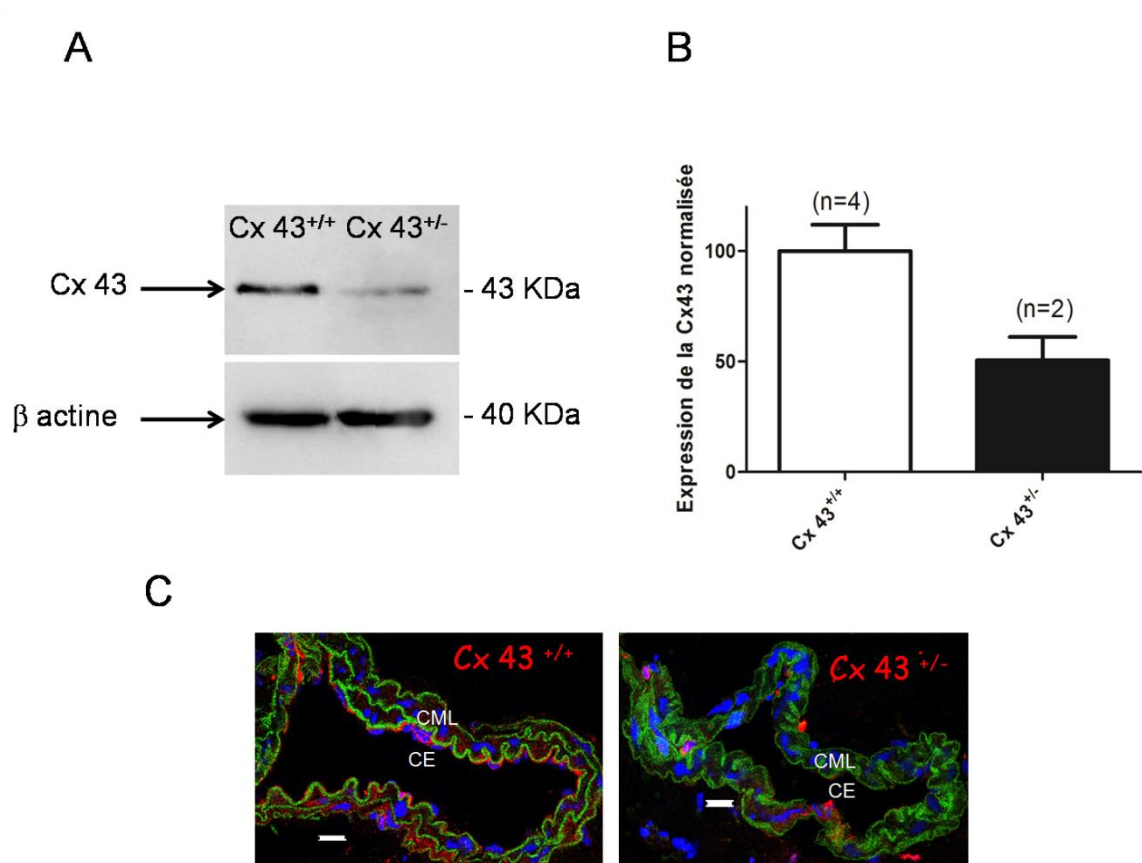 A
Cx 43⁺/⁺ Cx 43⁺/⁻
Cx 43
- 43 KDa
β actine
- 40 KDa
B
Expression de la Cx43 normalisée
100
50
0
(n=4)
(n=2)
Cx 43⁺/⁺
Cx 43⁺/⁻
C
Cx 43 ⁺/⁺
CML
CE
Cx 43 ⁺/⁻
CML
CE